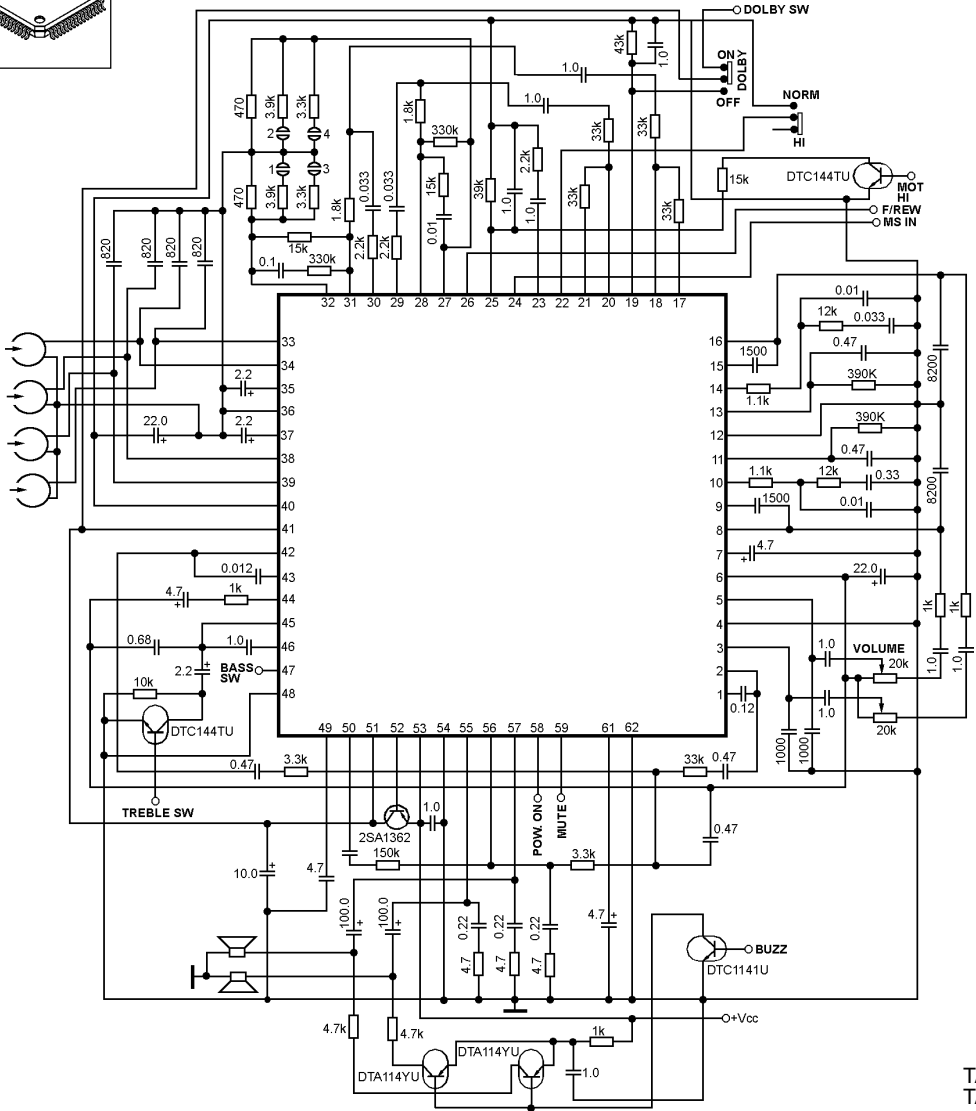 DOLBY SW
ON
DOLBY
OFF
NORM
HI
43k
1.0
1.0
1.0
470
3.9k
3.3k
2
4
1
3
470
3.9k
3.3k
1.8k
0.033
2.2k
0.033
2.2k
1.8k
330k
15k
0.01
39k
2.2k
1.0
1.0
33k
33k
33k
33k
15k
DTC144TU
MOT
HI
F/REW
MS IN
820
820
820
820
15k
0.1
330k
32 31 30 29 28 27 26 25 24 23 22 21 20 19 18 17
33
34
35
36
37
38
39
40
41
42
43
44
45
46
47
48
16
15
14
13
12
11
10
9
8
7
6
5
4
3
2
1
2.2
+
22.0
+
2.2
+
0.012
4.7
+
1k
0.68
1.0
2.2
+
BASS
SW
10k
DTC144TU
TREBLE SW
0.01
12k
0.033
1500
0.47
390K
1.1k
8200
390K
0.47
1.1k
12k
0.33
1500
0.01
8200
4.7
+
22.0
+
1k
1k
1.0
VOLUME
20k
1.0
20k
1.0
1.0
0.12
1000
1000
49 50 51 52 53 54 55 56 57 58 59 61 62
0.47
3.3k
33k
0.47
2SA1362
1.0
POW. ON
MUTE
0.47
150k
3.3k
10.0
+
4.7
100.0
+
100.0
+
0.22
0.22
0.22
4.7
4.7
4.7
4.7
+
BUZZ
DTC1141U
+Vcc
4.7k
4.7k
1k
DTA114YU
DTA114YU
1.0